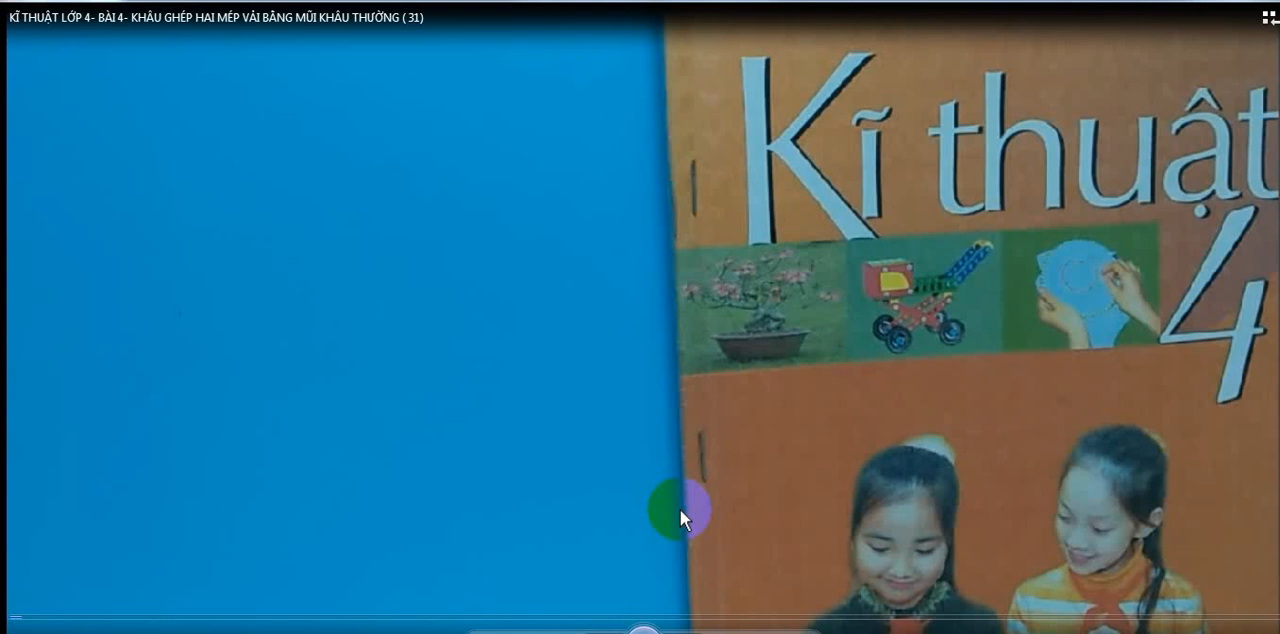 KĨ THUẬT LỚP 4- BÀI 4- KHÂU GHÉP HAI MÉP VẢI BẰNG MŨI KHÂU THƯỜNG ( 31)
Kĩ thuật
4